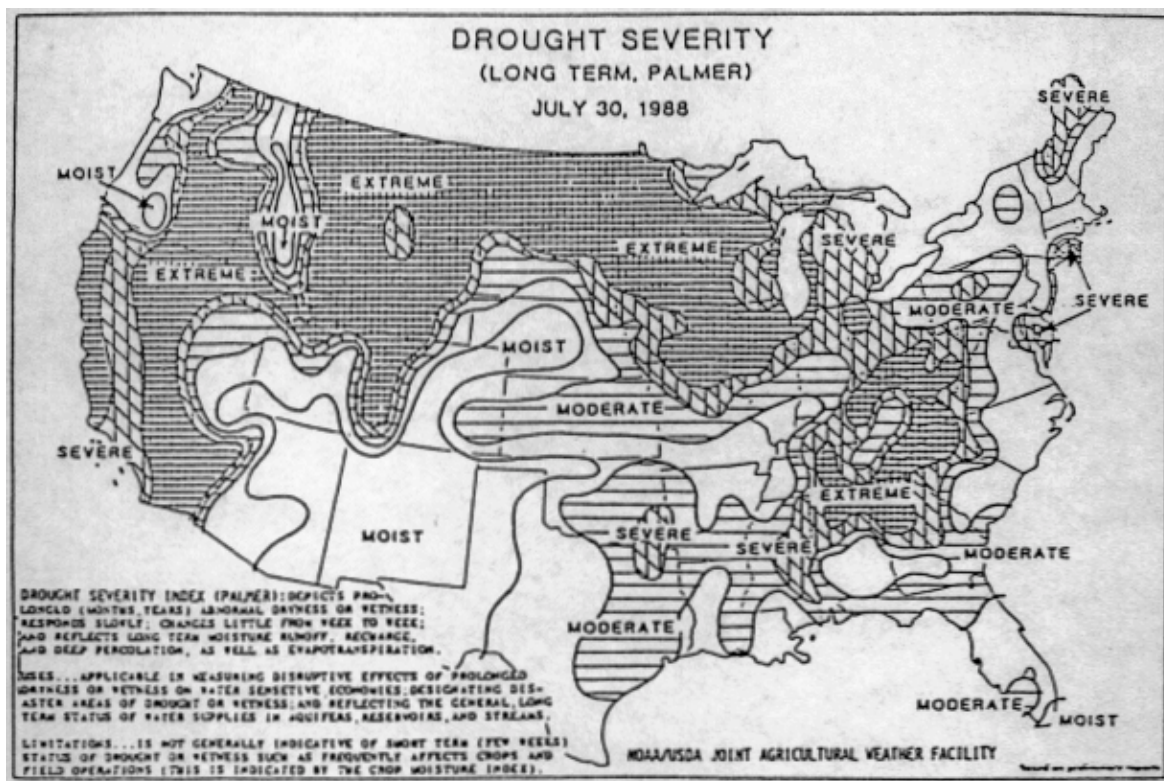 DROUGHT SEVERITY
(LONG TERM, PALMER)
JULY 30, 1988
SEVERE
MOIST
EXTREME
MOIST
EXTREME
EXTREME
SEVERE
SEVERE
MODERATE
MOIST
MODERATE
SEVERE
EXTREME
MOIST
SEVERE
SEVERE
MODERATE
MODERATE
MODERATE
MOIST
DROUGHT SEVERITY INDEX (PALMER): DEPICTS PRO-
LONGED (MONTHS, YEARS) ABNORMAL DRYNESS OR WETNESS;
RESPONDS SLOWLY; CHANGES LITTLE FROM WEEK TO WEEK;
AND REFLECTS LONG TERM MOISTURE RUNOFF, RECHARGE,
AND DEEP PERCOLATION, AS WELL AS EVAPOTRANSPIRATION.
USES... APPLICABLE IN MEASURING DISRUPTIVE EFFECTS OF PROLONGED
DRYNESS OR WETNESS ON WATER SENSITIVE ECONOMIES; DESIGNATING DIS-
ASTER AREAS OF DROUGHT OR WETNESS; AND REFLECTING THE GENERAL, LONG
TERM STATUS OF WATER SUPPLIES IN AQUIFERS, RESERVOIRS, AND STREAMS.
LIMITATIONS... IS NOT GENERALLY INDICATIVE OF SHORT TERM (FEW WEEKS)
STATUS OF DROUGHT OR WETNESS SUCH AS FREQUENTLY AFFECTS CROPS AND
FIELD OPERATIONS (THIS IS INDICATED BY THE CROP MOISTURE INDEX).
NOAA/USDA JOINT AGRICULTURAL WEATHER FACILITY
Based on preliminary reports